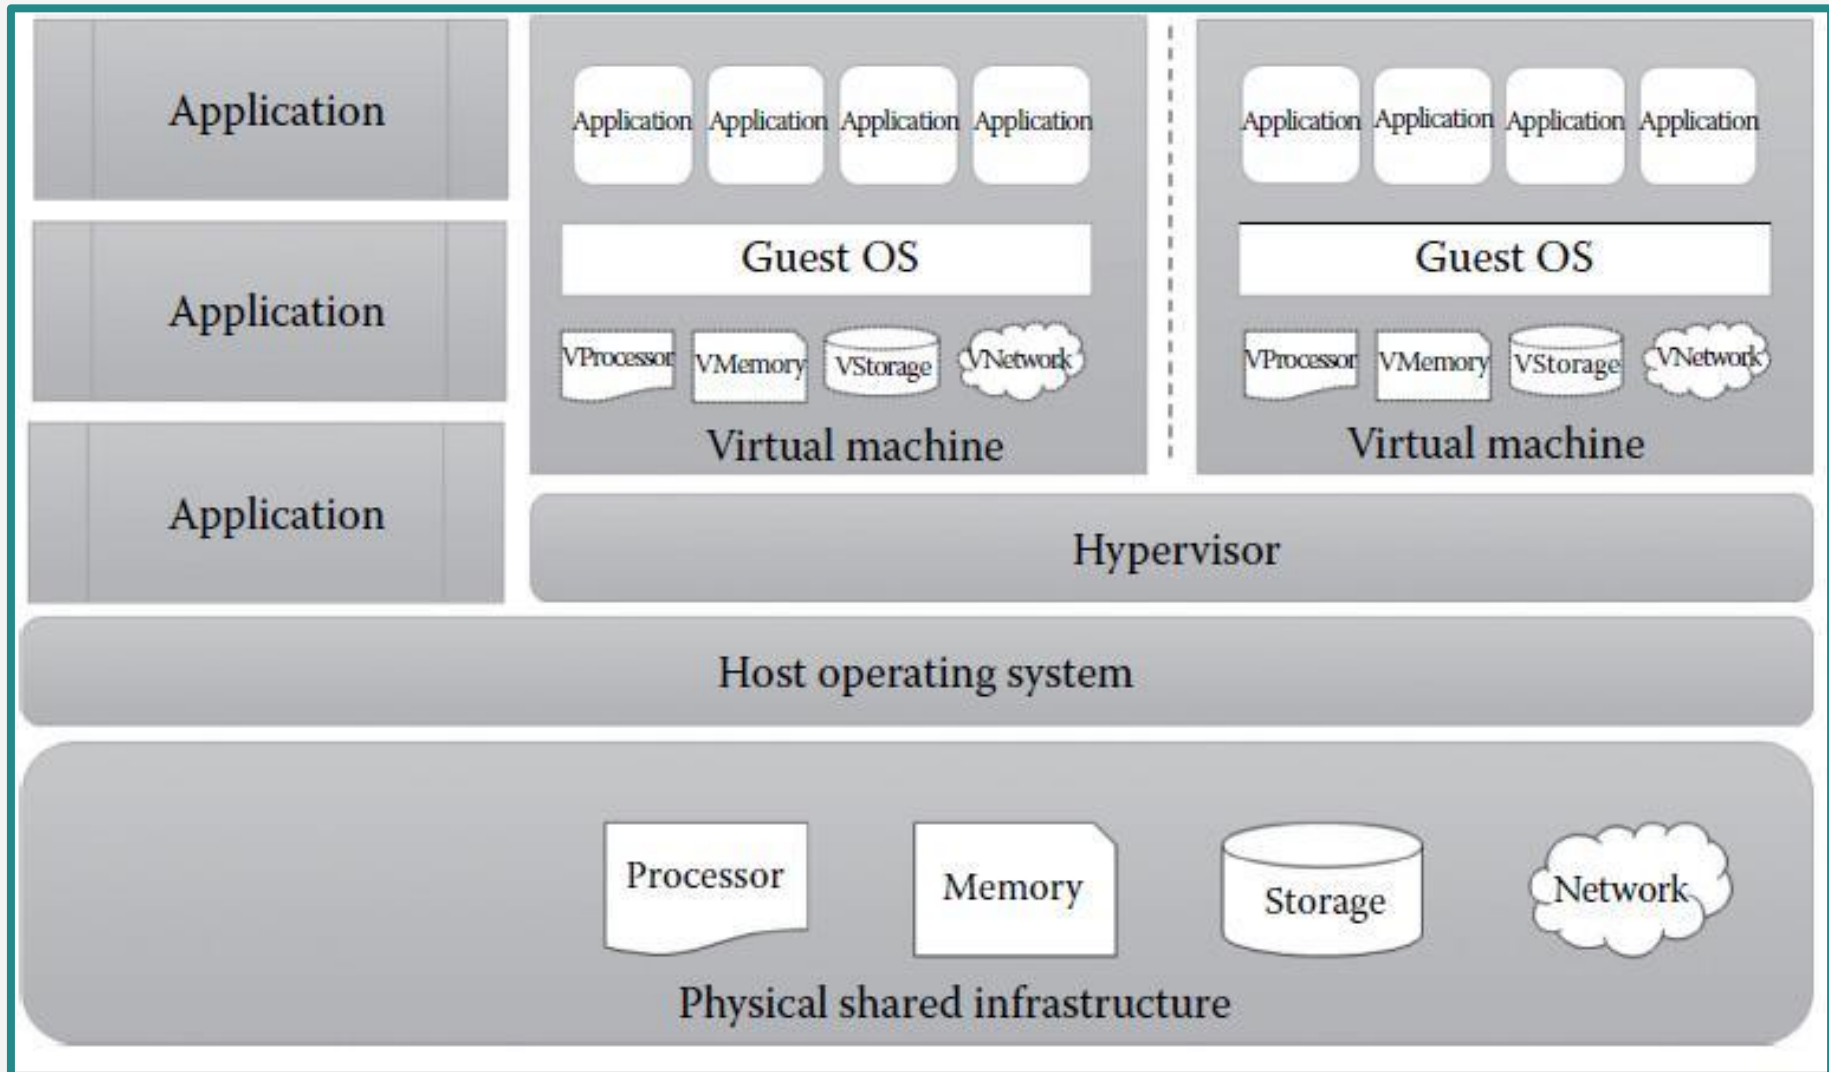 Application
Application
Application
Application Application Application Application
Guest OS
VProcessor VMemory VStorage VNetwork
Virtual machine
Application Application Application Application
Guest OS
VProcessor VMemory VStorage VNetwork
Virtual machine
Hypervisor
Host operating system
Processor Memory Storage Network
Physical shared infrastructure